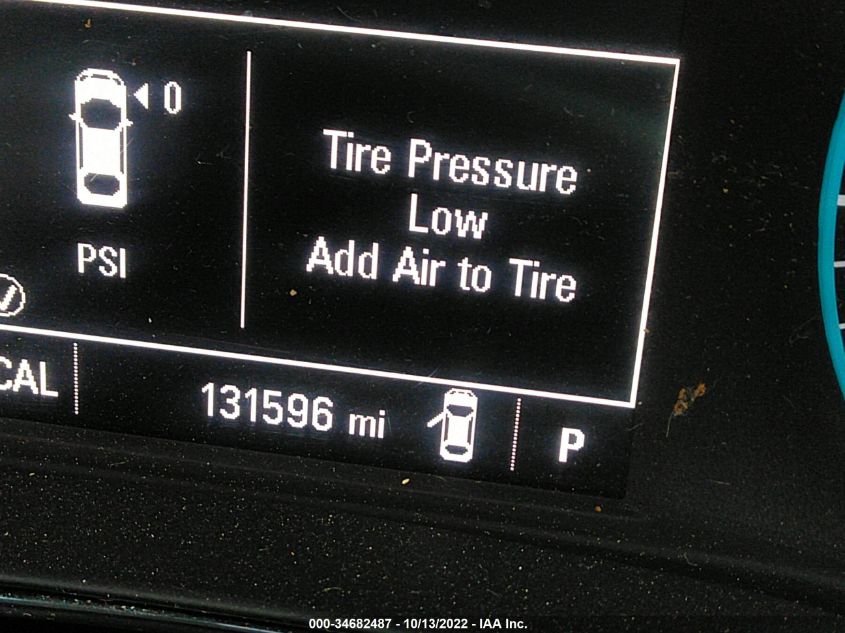 0
PSI
Tire Pressure
Low
Add Air to Tire
CAL
131596 mi
P
000-34682487 - 10/13/2022 - IAA Inc.